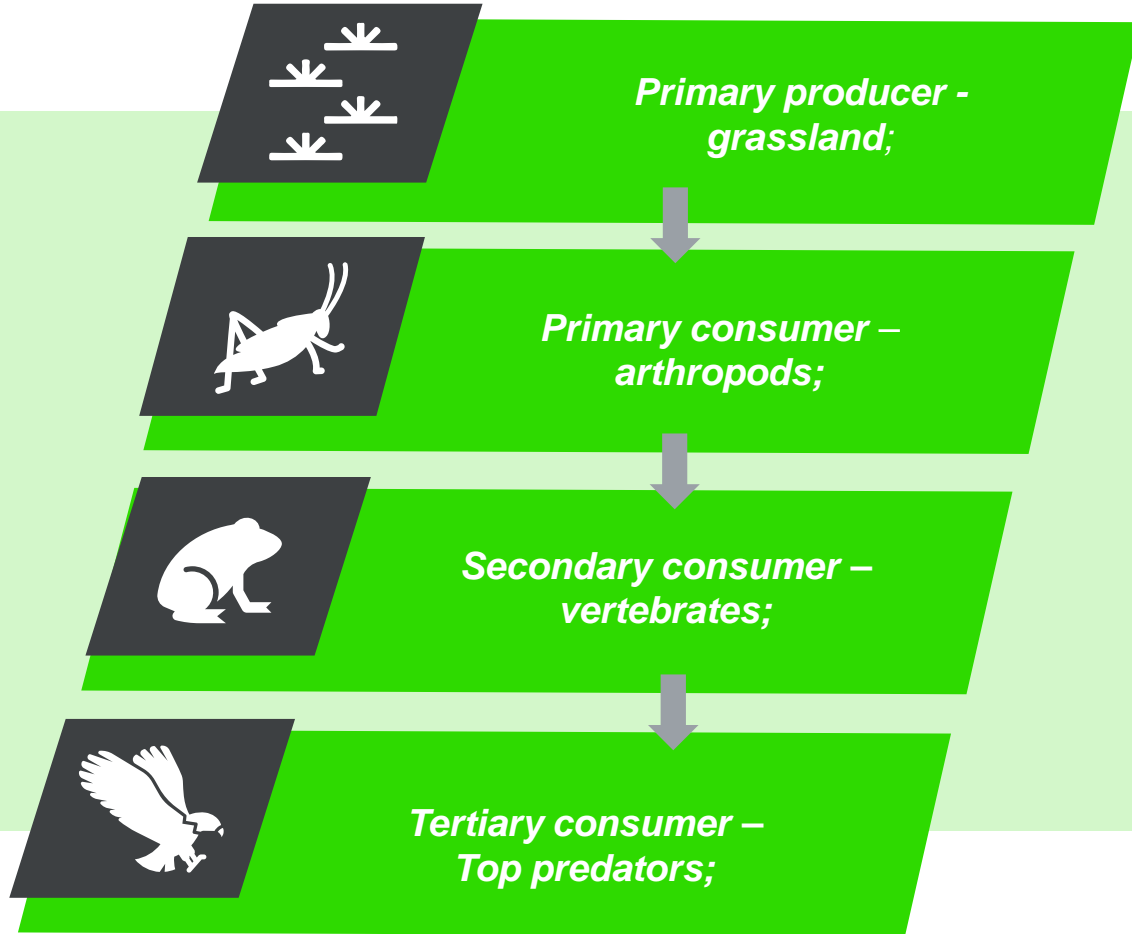 Primary producer -
grassland;
Primary consumer –
arthropods;
Secondary consumer –
vertebrates;
Tertiary consumer –
Top predators;